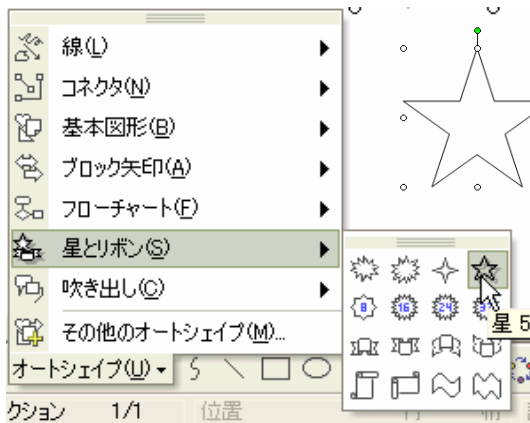 線(L)
コネクタ(N)
基本図形(B)
ブロック矢印(A)
フローチャート(F)
星とリボン(S)
吹き出し(C)
その他のオートシェイプ(M)...
8 16 24
星 5
オートシェイプ(U)
クション 1/1 位置